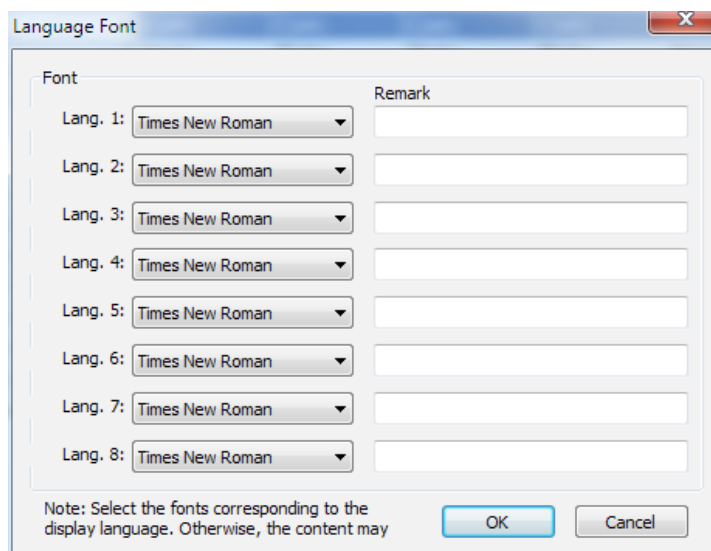 Language Font
Font
Remark
Lang. 1: Times New Roman
Lang. 2: Times New Roman
Lang. 3: Times New Roman
Lang. 4: Times New Roman
Lang. 5: Times New Roman
Lang. 6: Times New Roman
Lang. 7: Times New Roman
Lang. 8: Times New Roman
Note: Select the fonts corresponding to the
display language. Otherwise, the content may
OK Cancel